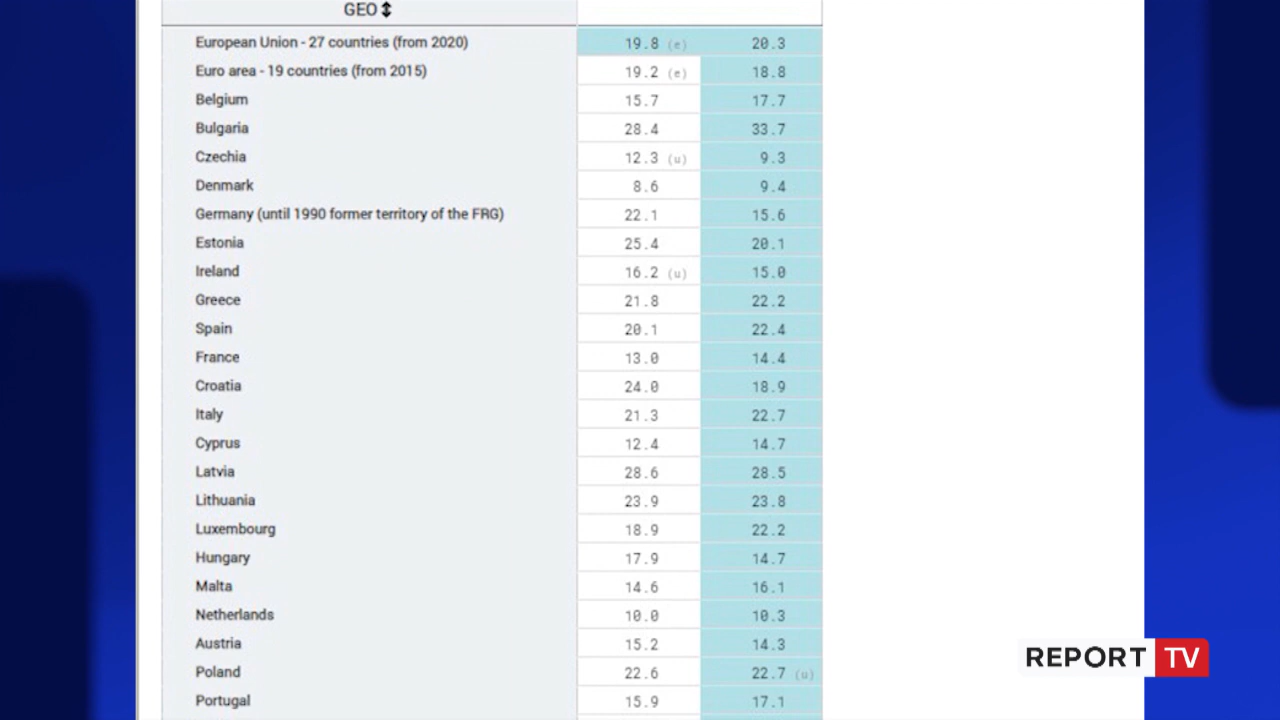 GEO
European Union - 27 countries (from 2020) 19.8 (e) 20.3
Euro area - 19 countries (from 2015) 19.2 (e) 18.8
Belgium 15.7 17.7
Bulgaria 28.4 33.7
Czechia 12.3 (u) 9.3
Denmark 8.6 9.4
Germany (until 1990 former territory of the FRG) 22.1 15.6
Estonia 25.4 20.1
Ireland 16.2 (u) 15.0
Greece 21.8 22.2
Spain 20.1 22.4
France 13.0 14.4
Croatia 24.0 18.9
Italy 21.3 22.7
Cyprus 12.4 14.7
Latvia 28.6 28.5
Lithuania 23.9 23.8
Luxembourg 18.9 22.2
Hungary 17.9 14.7
Malta 14.6 16.1
Netherlands 10.0 10.3
Austria 15.2 14.3
Poland 22.6 22.7 (u)
Portugal 15.9 17.1
REPORT TV